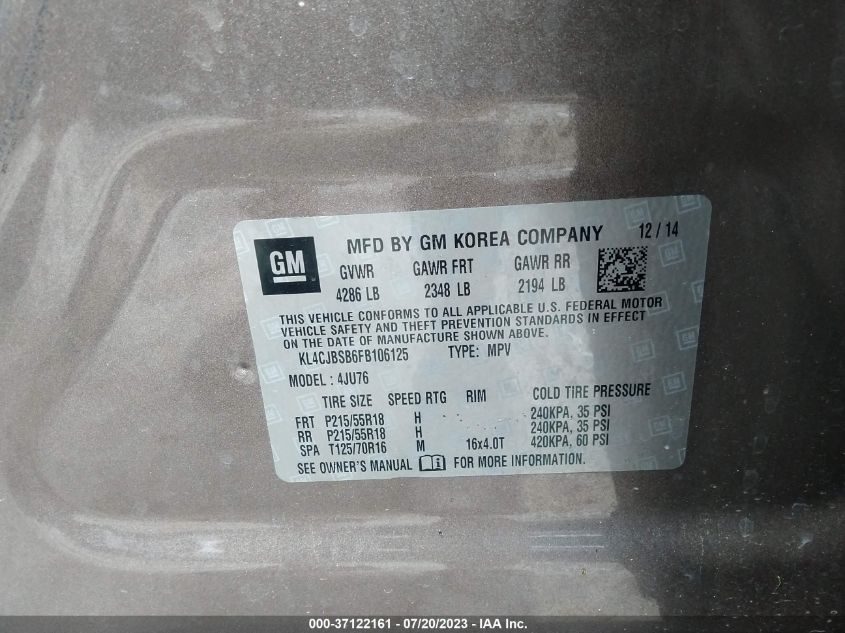 GM
MFD BY GM KOREA COMPANY 12 / 14
GVWR GAWR FRT GAWR RR
4286 LB 2348 LB 2194 LB
THIS VEHICLE CONFORMS TO ALL APPLICABLE U.S. FEDERAL MOTOR
VEHICLE SAFETY AND THEFT PREVENTION STANDARDS IN EFFECT
ON THE DATE OF MANUFACTURE SHOWN ABOVE.
KL4CJBSB6FB106125 TYPE: MPV
MODEL : 4JU76
TIRE SIZE SPEED RTG RIM COLD TIRE PRESSURE
FRT P215/55R18 H 240KPA, 35 PSI
RR P215/55R18 H 240KPA, 35 PSI
SPA T125/70R16 M 16x4.0T 420KPA, 60 PSI
SEE OWNER'S MANUAL FOR MORE INFORMATION.
000-37122161 - 07/20/2023 - IAA Inc.